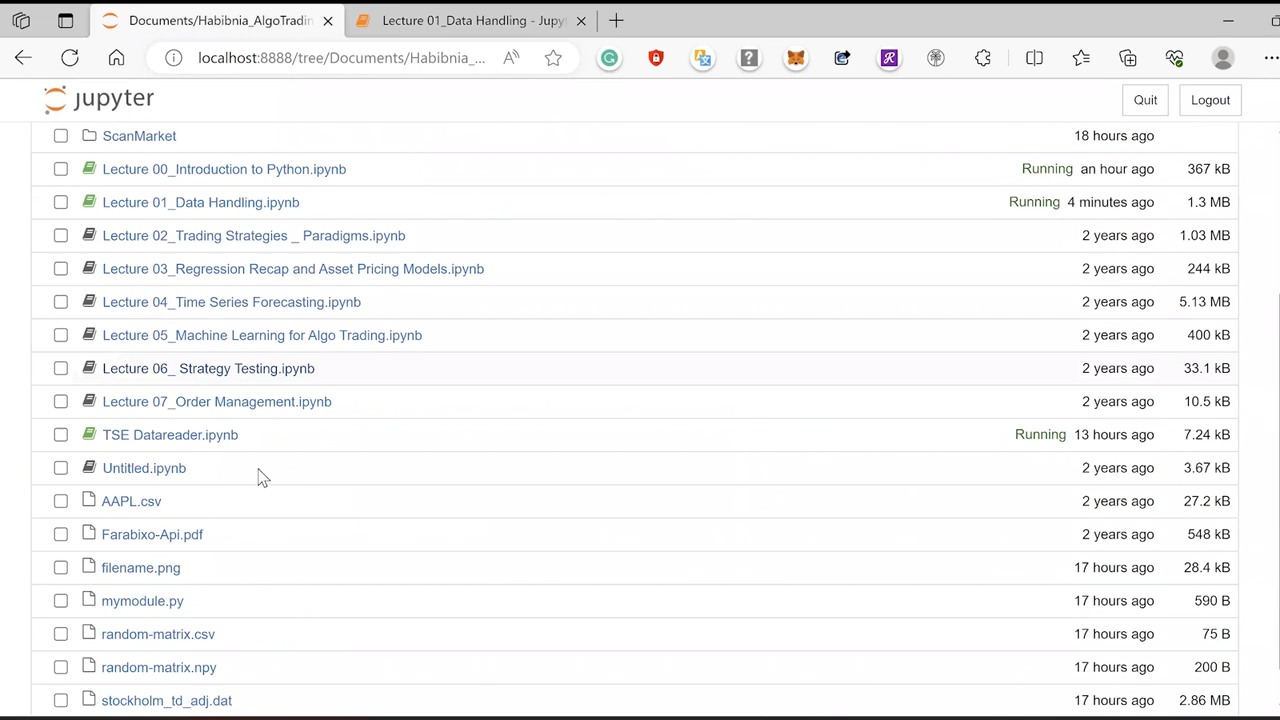 Documents/Habibnia_AlgoTradin
Lecture 01_Data Handling - Jupyt
localhost:8888/tree/Documents/Habibnia_...
jupyter
Quit
Logout
ScanMarket 18 hours ago
Lecture 00_Introduction to Python.ipynb Running an hour ago 367 kB
Lecture 01_Data Handling.ipynb Running 4 minutes ago 1.3 MB
Lecture 02_Trading Strategies _ Paradigms.ipynb 2 years ago 1.03 MB
Lecture 03_Regression Recap and Asset Pricing Models.ipynb 2 years ago 244 kB
Lecture 04_Time Series Forecasting.ipynb 2 years ago 5.13 MB
Lecture 05_Machine Learning for Algo Trading.ipynb 2 years ago 400 kB
Lecture 06_ Strategy Testing.ipynb 2 years ago 33.1 kB
Lecture 07_Order Management.ipynb 2 years ago 10.5 kB
TSE Datareader.ipynb Running 13 hours ago 7.24 kB
Untitled.ipynb 2 years ago 3.67 kB
AAPL.csv 2 years ago 27.2 kB
Farabixo-Api.pdf 2 years ago 548 kB
filename.png 17 hours ago 28.4 kB
mymodule.py 17 hours ago 590 B
random-matrix.csv 17 hours ago 75 B
random-matrix.npy 17 hours ago 200 B
stockholm_td_adj.dat 17 hours ago 2.86 MB